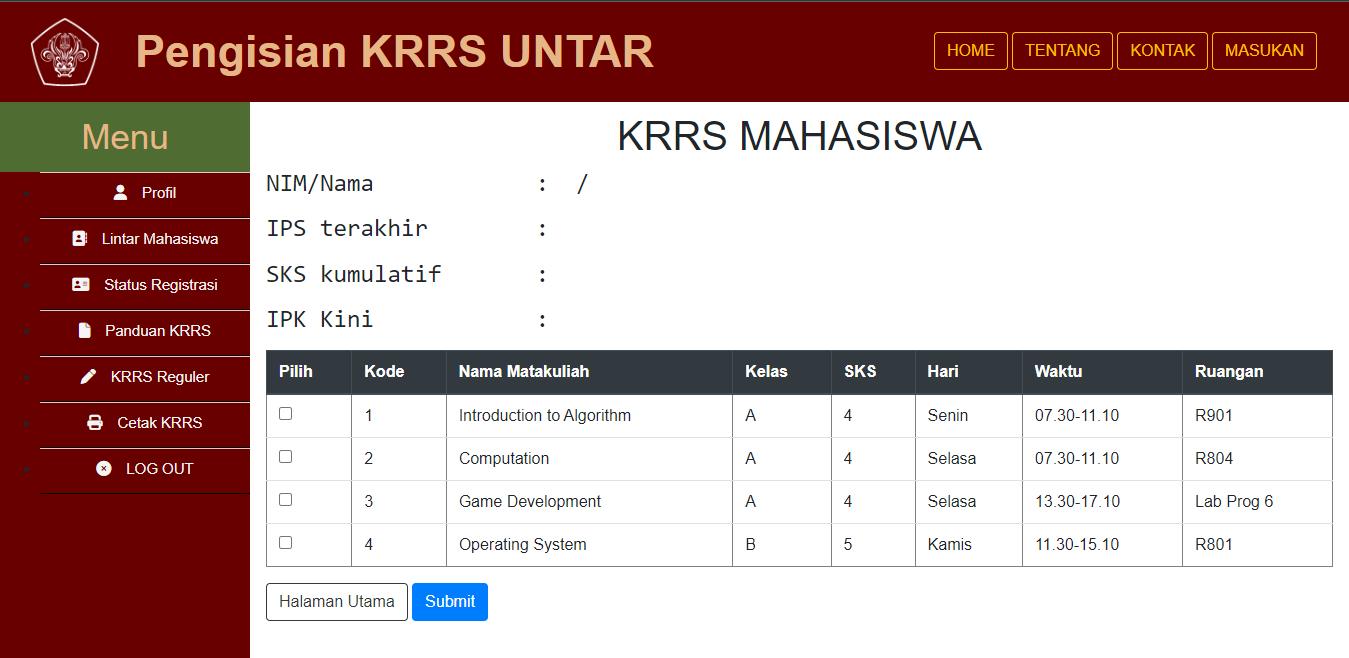 Pengisian KRRS UNTAR
HOME TENTANG KONTAK MASUKAN
Menu
Profil
Lintar Mahasiswa
Status Registrasi
Panduan KRRS
KRRS Reguler
Cetak KRRS
LOG OUT
KRRS MAHASISWA
NIM/Nama : /
IPS terakhir :
SKS kumulatif :
IPK Kini :
Pilih Kode Nama Matakuliah Kelas SKS Hari Waktu Ruangan
1 Introduction to Algorithm A 4 Senin 07.30-11.10 R901
2 Computation A 4 Selasa 07.30-11.10 R804
3 Game Development A 4 Selasa 13.30-17.10 Lab Prog 6
4 Operating System B 5 Kamis 11.30-15.10 R801
Halaman Utama Submit